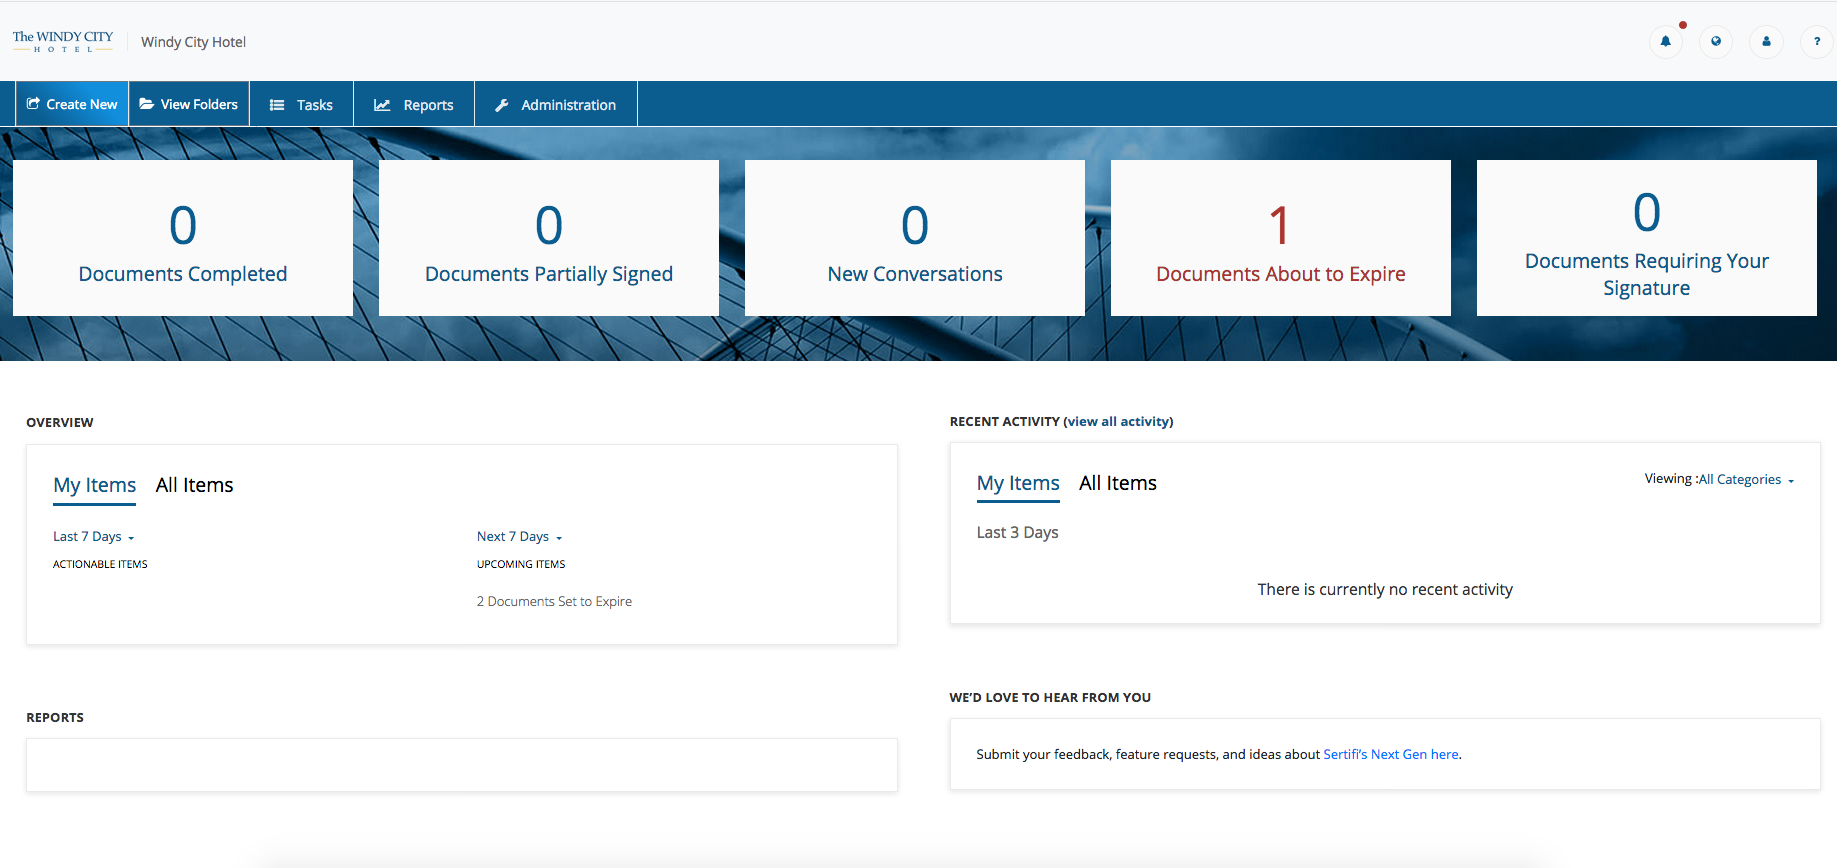 The WINDY CITY
HOTEL
Windy City Hotel
?
Create New
View Folders
Tasks
Reports
Administration
0
Documents Completed
0
Documents Partially Signed
0
New Conversations
1
Documents About to Expire
0
Documents Requiring Your
Signature
OVERVIEW
My Items All Items
Last 7 Days
ACTIONABLE ITEMS
Next 7 Days
UPCOMING ITEMS
2 Documents Set to Expire
RECENT ACTIVITY (view all activity)
My Items All Items
Viewing :All Categories
Last 3 Days
There is currently no recent activity
REPORTS
WE'D LOVE TO HEAR FROM YOU
Submit your feedback, feature requests, and ideas about Sertifi's Next Gen here.